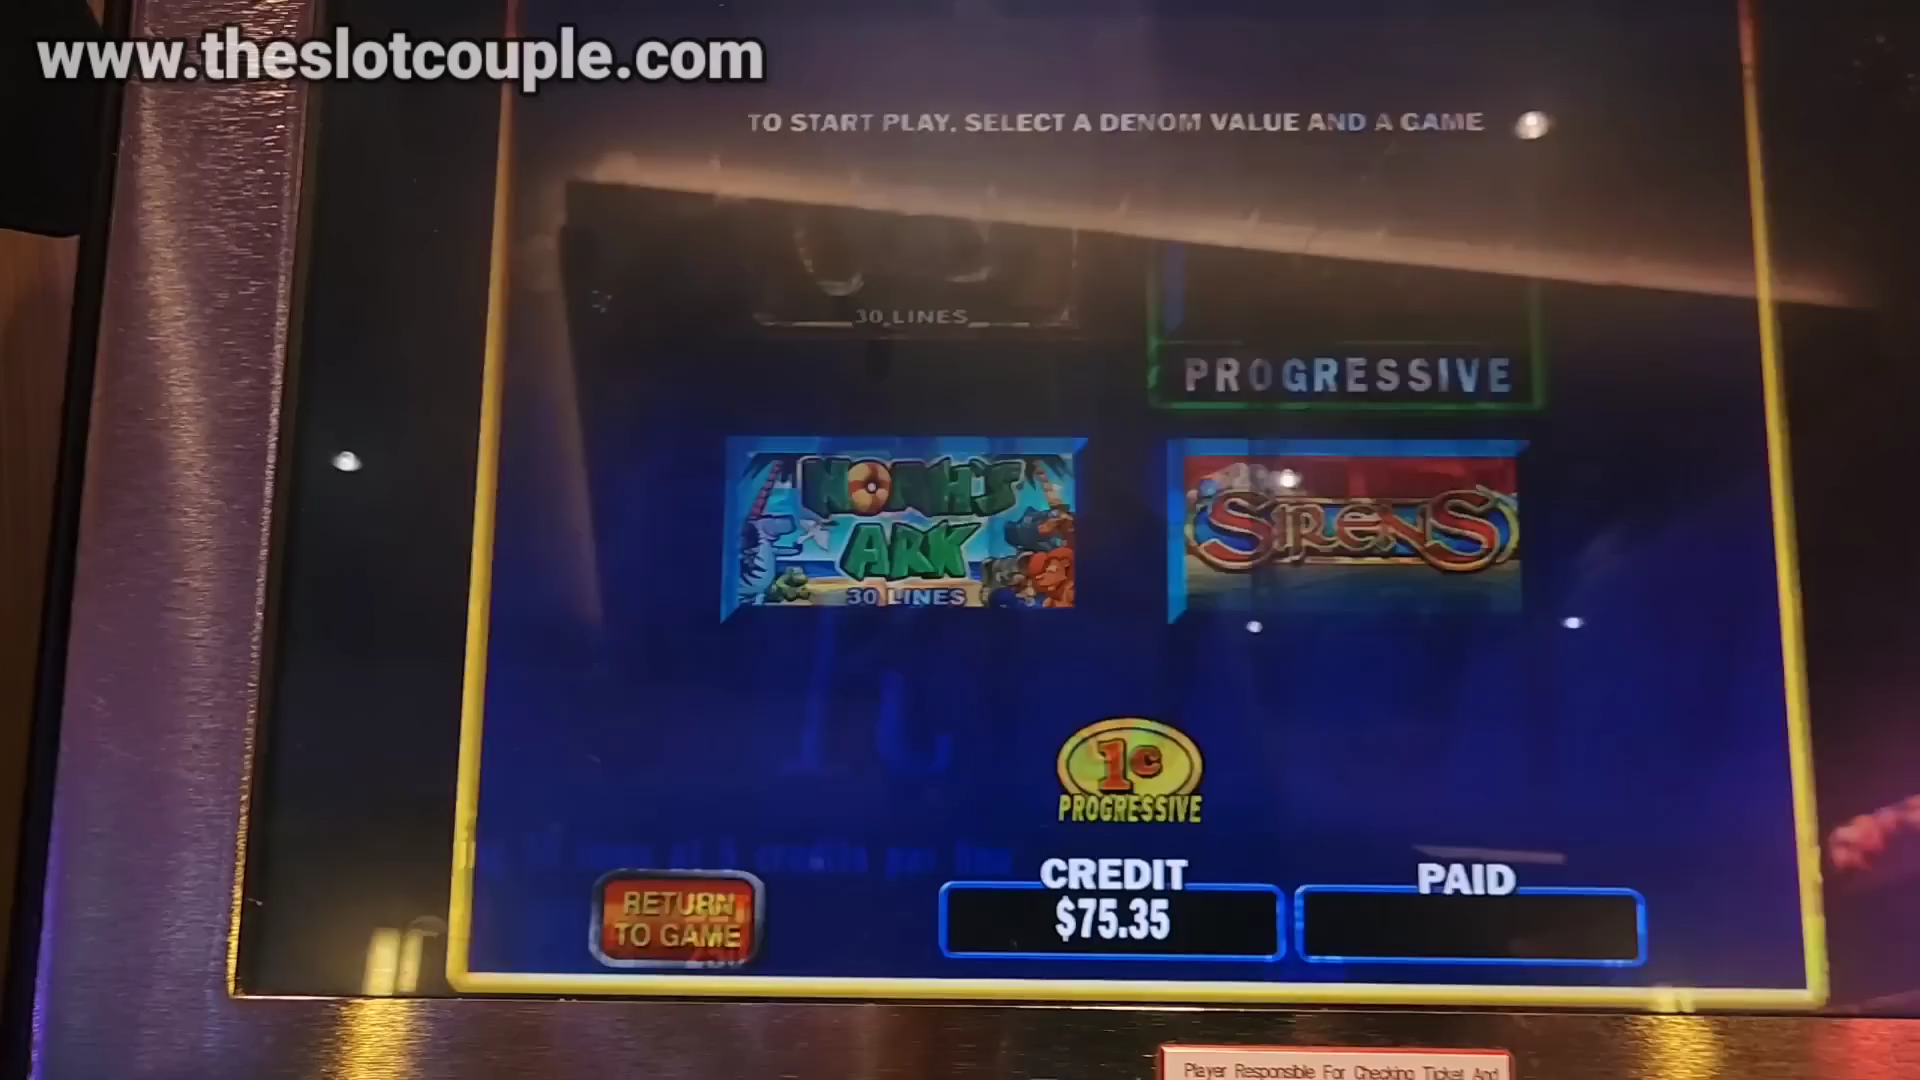 www.theslotcouple.com
TO START PLAY, SELECT A DENOM VALUE AND A GAME
30 LINES
PROGRESSIVE
NOAH'S
ARK
30 LINES
SIRENS
1c
PROGRESSIVE
RETURN
TO GAME
CREDIT
$75.35
PAID
Player Responsible For Checking Ticket And